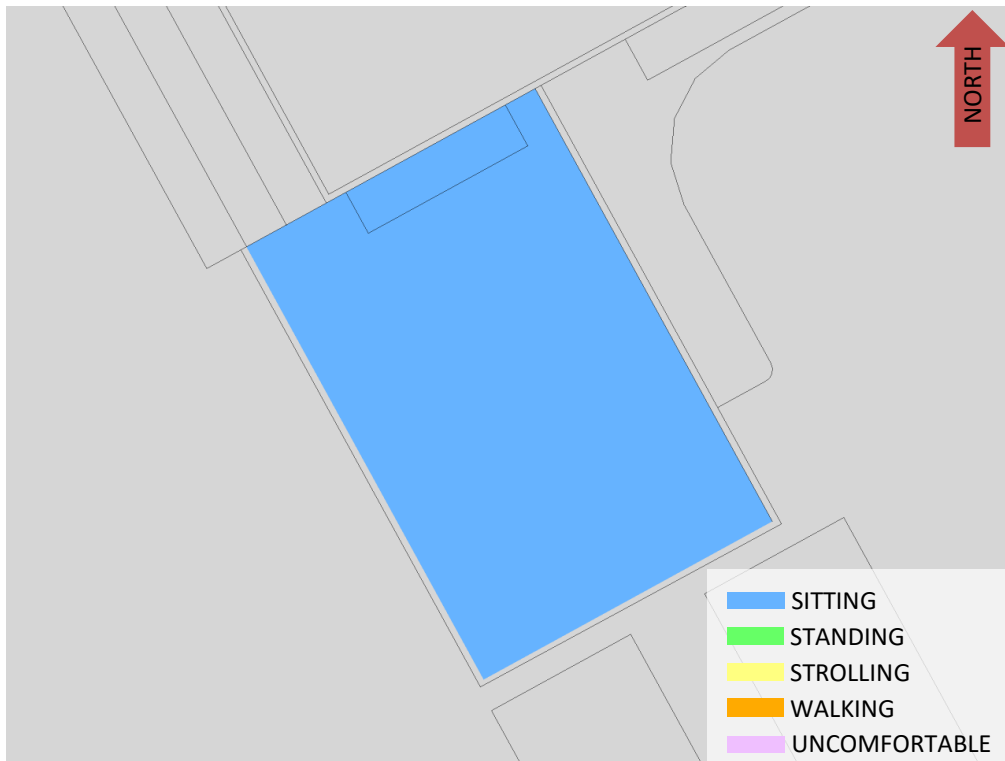 NORTH
SITTING
STANDING
STROLLING
WALKING
UNCOMFORTABLE